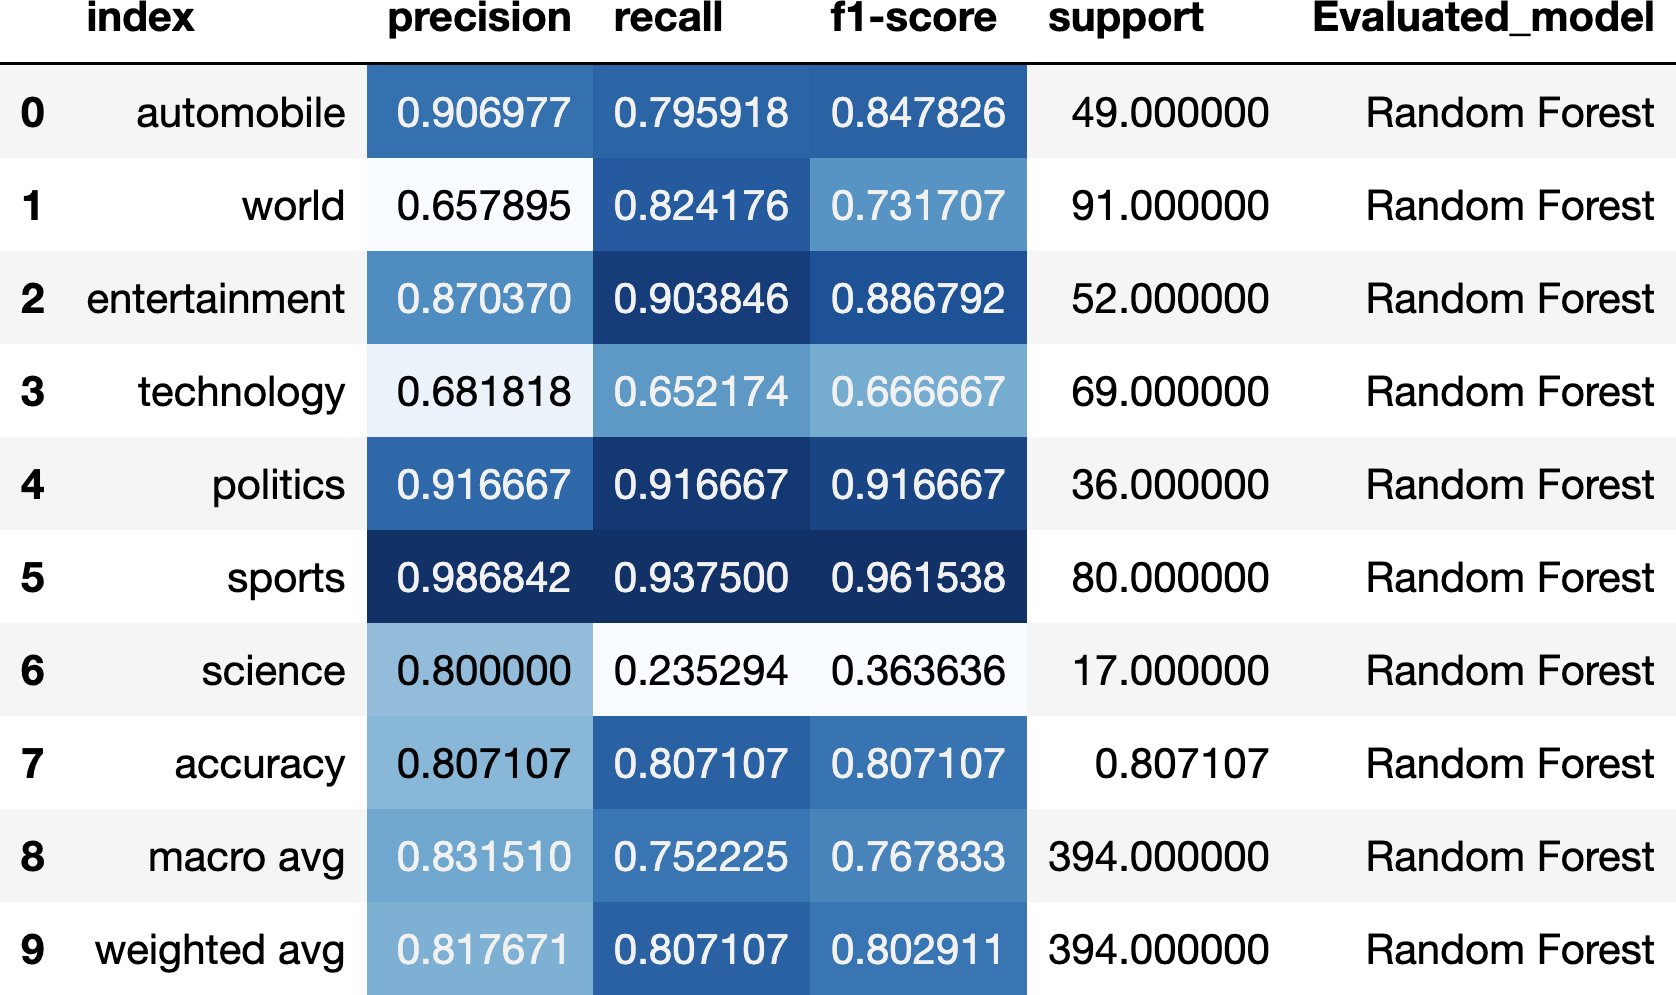 index precision recall f1-score support Evaluated_model
0 automobile 0.906977 0.795918 0.847826 49.000000 Random Forest
1 world 0.657895 0.824176 0.731707 91.000000 Random Forest
2 entertainment 0.870370 0.903846 0.886792 52.000000 Random Forest
3 technology 0.681818 0.652174 0.666667 69.000000 Random Forest
4 politics 0.916667 0.916667 0.916667 36.000000 Random Forest
5 sports 0.986842 0.937500 0.961538 80.000000 Random Forest
6 science 0.800000 0.235294 0.363636 17.000000 Random Forest
7 accuracy 0.807107 0.807107 0.807107 0.807107 Random Forest
8 macro avg 0.831510 0.752225 0.767833 394.000000 Random Forest
9 weighted avg 0.817671 0.807107 0.802911 394.000000 Random Forest